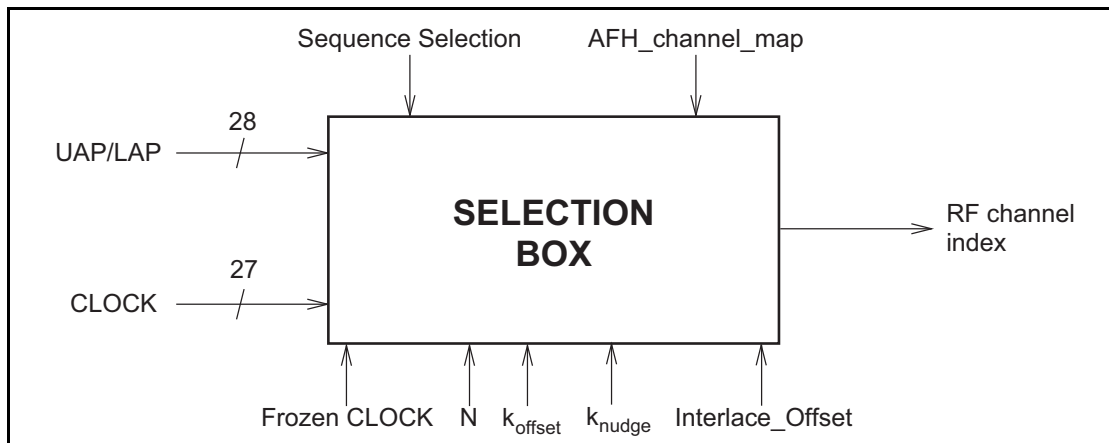 Sequence Selection
AFH_channel_map
28
UAP/LAP
SELECTION
BOX
RF channel
index
27
CLOCK
Frozen CLOCK
N
koffset
knudge
Interlace_Offset